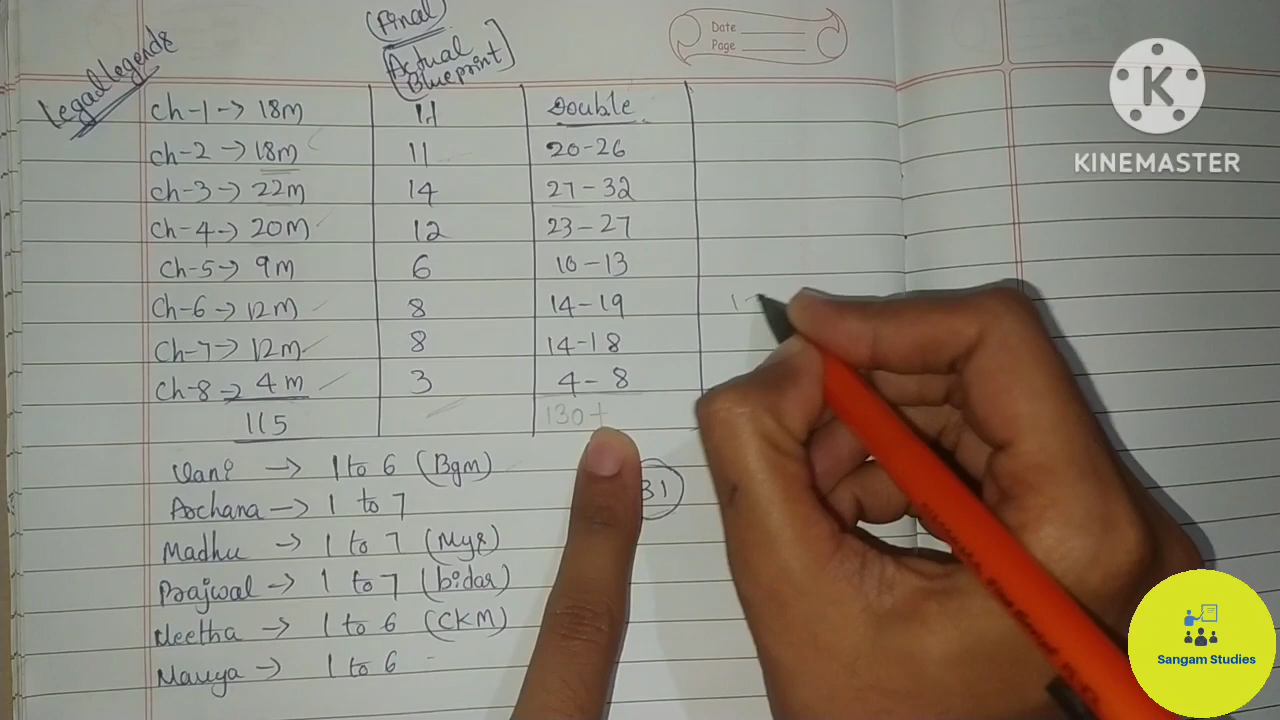 (Final)
Legal legends
[Actual Blueprint]
Date
Page
K
KINEMASTER
Ch-1 -> 18m 11 Double
Ch-2 -> 18m 11 20-26
Ch-3 -> 22m 14 27-32
Ch-4 -> 20m 12 23-27
Ch-5 -> 9m 6 10-13
Ch-6 -> 12m 8 14-19
Ch-7 -> 12m 8 14-18
Ch-8 -> 4m 3 4-8
115 130+
Vani -> 1 to 6 (Bgm)
Archana -> 1 to 7
31
Madhu -> 1 to 7 (Mys)
Prajwal -> 1 to 7 (bidar)
Neetha -> 1 to 6 (CKM)
-> 1 to 6 -
Sangam Studies